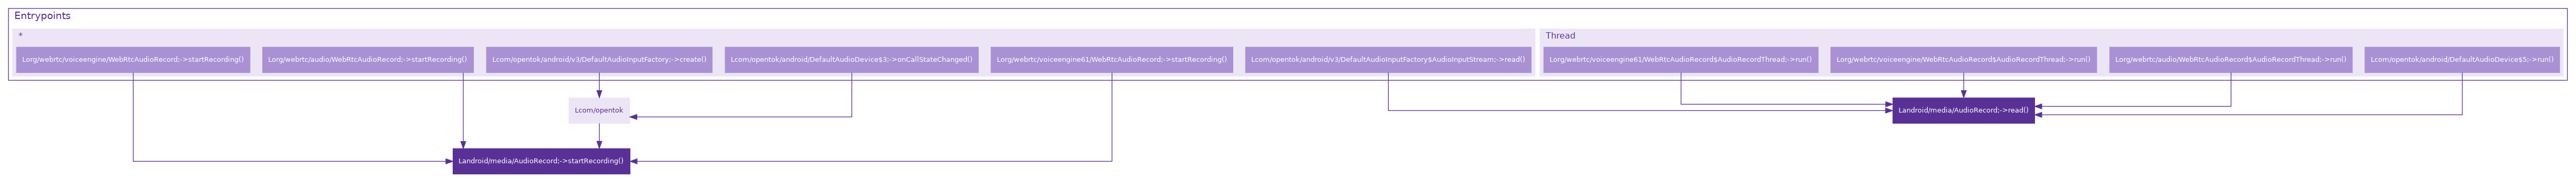 Entrypoints
*
Thread
Lorg/webrtc/voiceengine/WebRtcAudioRecord;->startRecording()
Lorg/webrtc/audio/WebRtcAudioRecord;->startRecording()
Lcom/opentok/android/v3/DefaultAudioInputFactory;->create()
Lcom/opentok/android/DefaultAudioDevice$3;->onCallStateChanged()
Lorg/webrtc/voiceengine61/WebRtcAudioRecord;->startRecording()
Lcom/opentok/android/v3/DefaultAudioInputFactory$AudioInputStream;->read()
Lorg/webrtc/voiceengine61/WebRtcAudioRecord$AudioRecordThread;->run()
Lorg/webrtc/voiceengine/WebRtcAudioRecord$AudioRecordThread;->run()
Lorg/webrtc/audio/WebRtcAudioRecord$AudioRecordThread;->run()
Lcom/opentok/android/DefaultAudioDevice$5;->run()
Lcom/opentok
Landroid/media/AudioRecord;->read()
Landroid/media/AudioRecord;->startRecording()